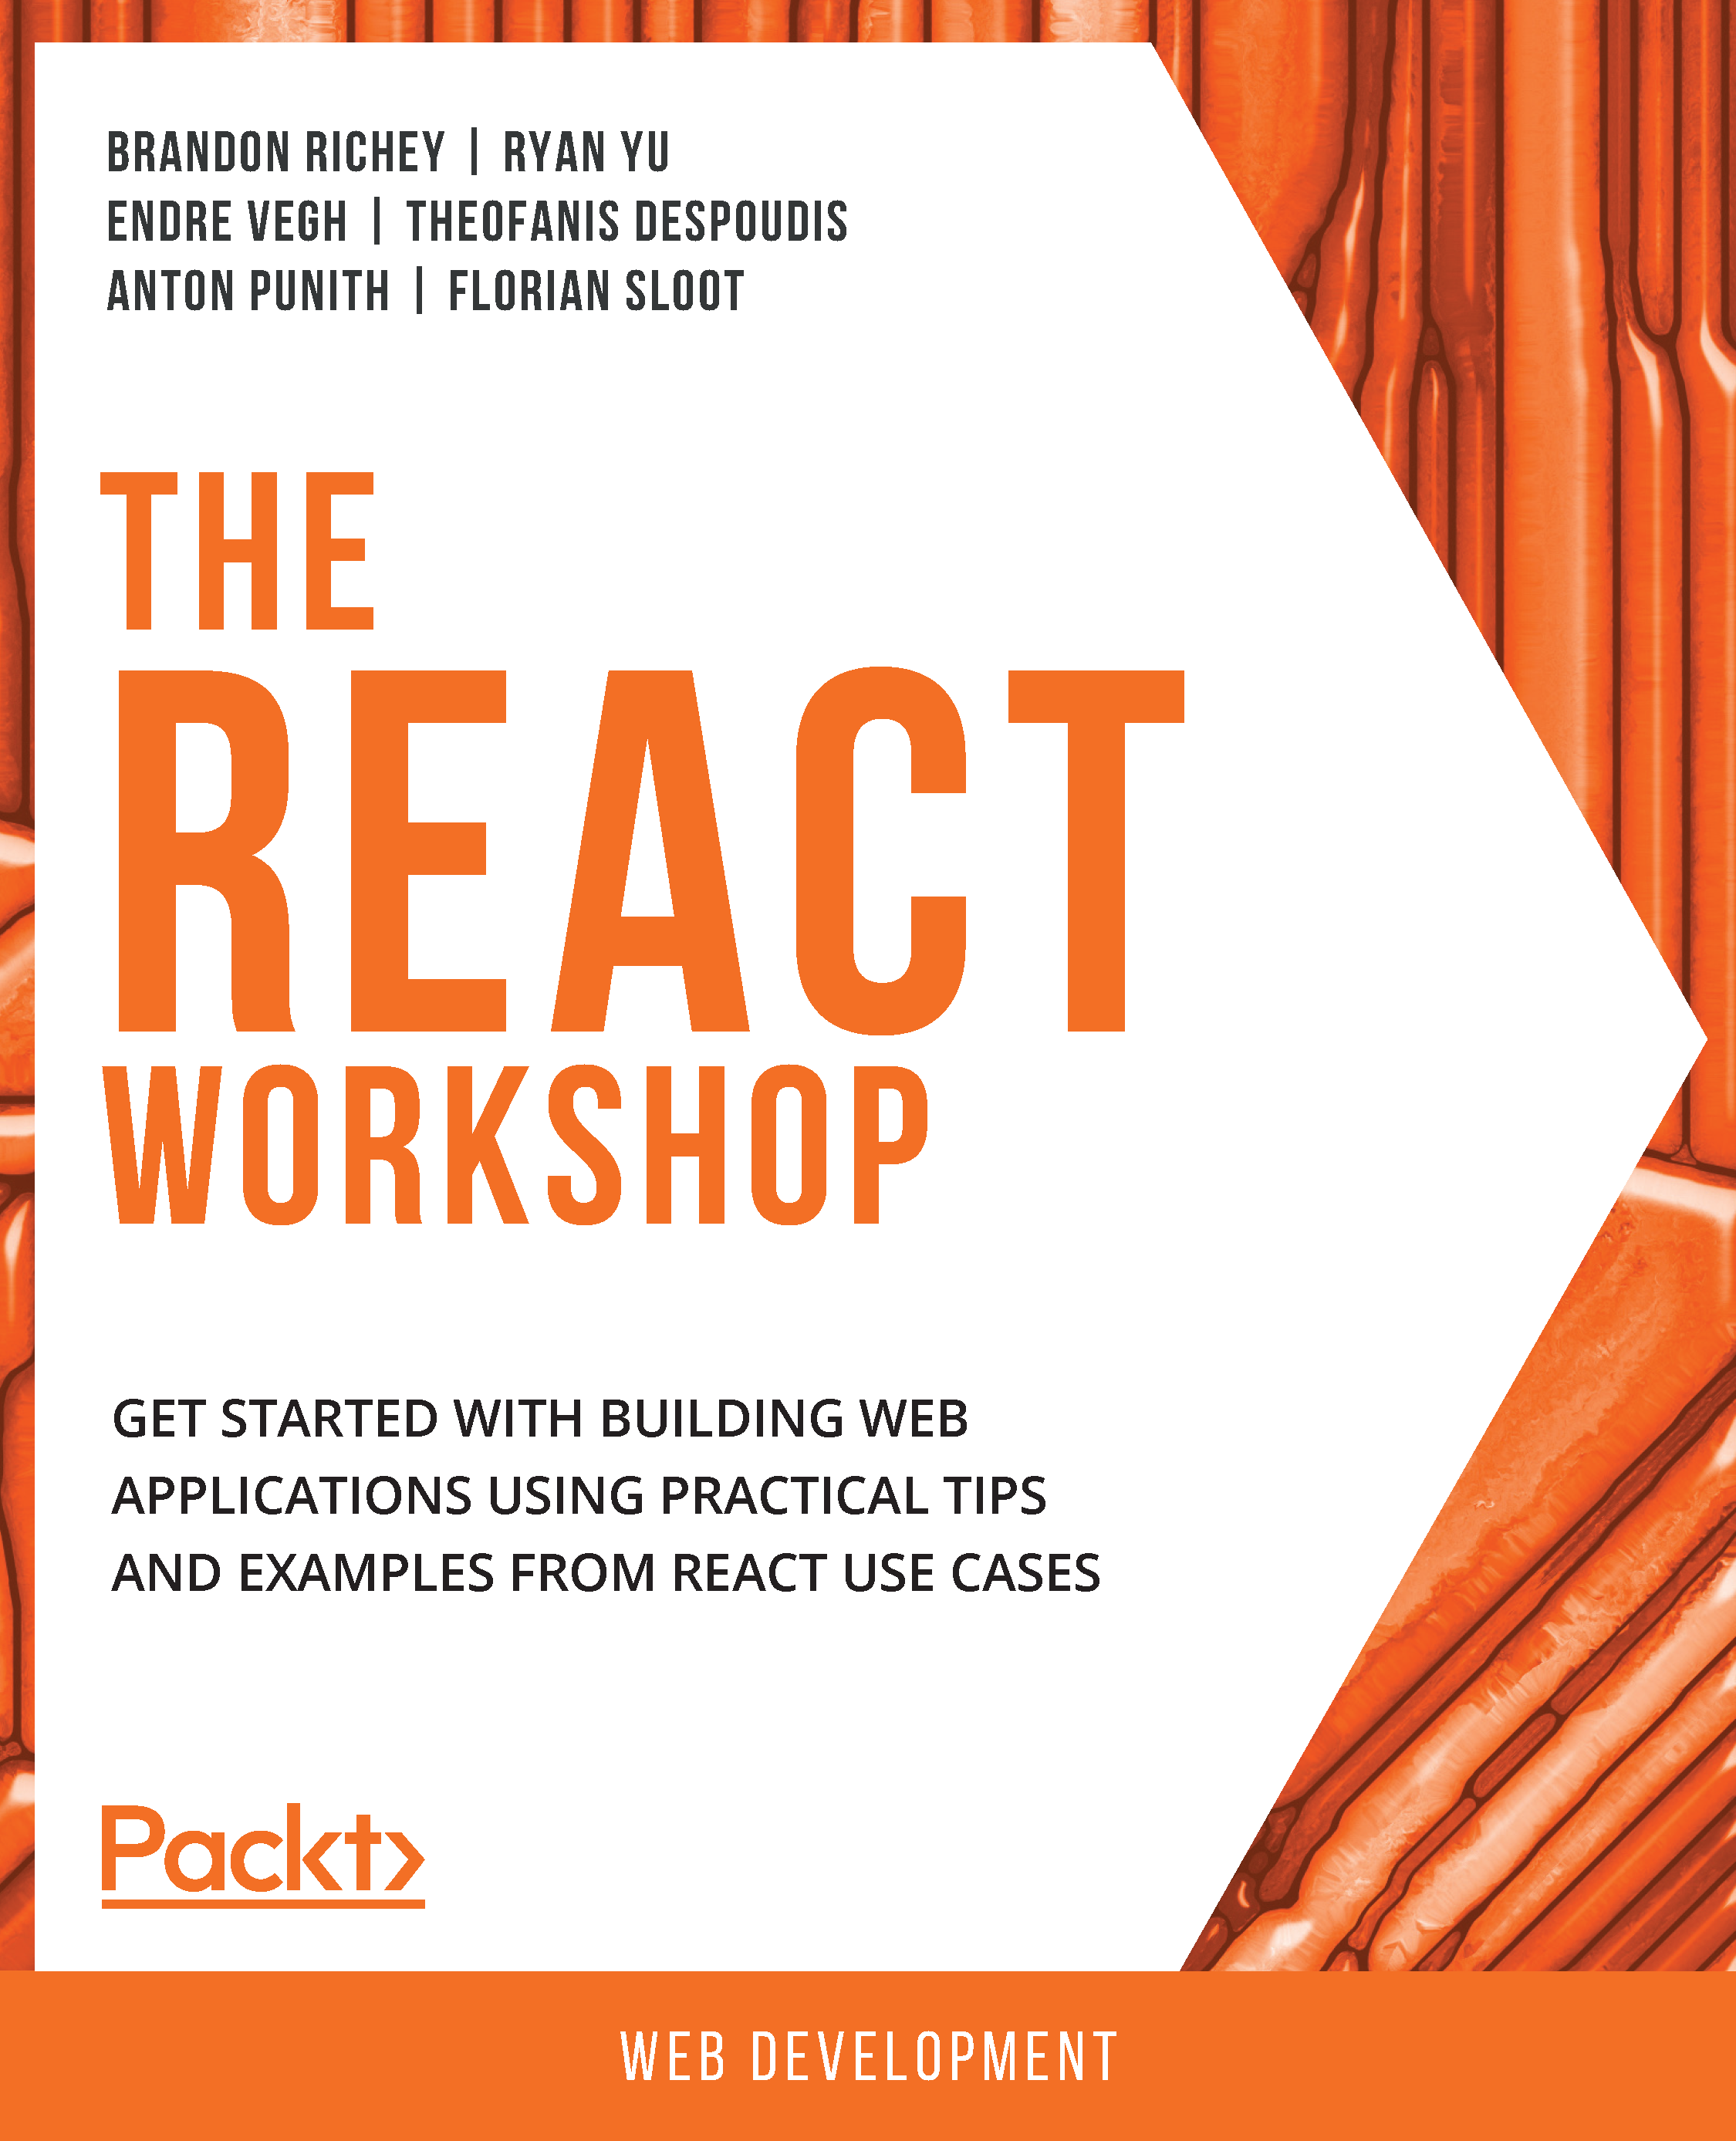 BRANDON RICHEY | RYAN YU
ENDRE VEGH | THEOFANIS DESPOUDIS
ANTON PUNITH | FLORIAN SLOOT
THE
REACT
WORKSHOP
GET STARTED WITH BUILDING WEB
APPLICATIONS USING PRACTICAL TIPS
AND EXAMPLES FROM REACT USE CASES
Packt
WEB DEVELOPMENT